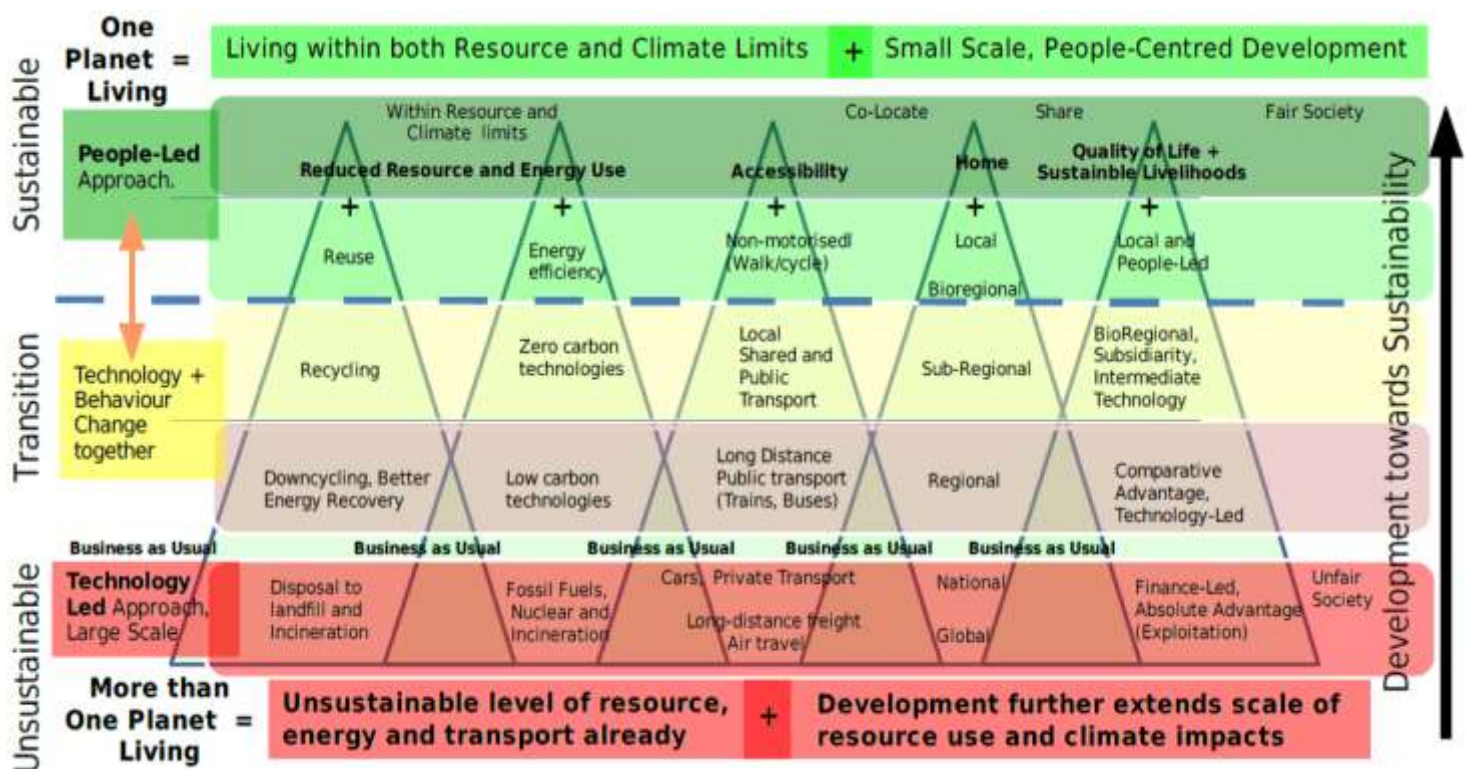 One
Planet =
Living
Living within both Resource and Climate Limits + Small Scale, People-Centred Development
Sustainable
Within Resource and
Climate limits
Co-Locate
Share
Fair Society
People-Led
Approach.
Reduced Resource and Energy Use
Accessibility
Home
Quality of Life +
Sustainble Livelihoods
+ + + + +
Reuse
Energy
efficiency
Non-motorisedl
(Walk/cycle)
Local
Bioregional
Local and
People-Led
Transition
Technology +
Behaviour
Change
together
Recycling
Zero carbon
technologies
Local
Shared and
Public
Transport
Sub-Regional
BioRegional,
Subsidiarity,
Intermediate
Technology
Downcycling, Better
Energy Recovery
Low carbon
technologies
Long Distance
Public transport
(Trains, Buses)
Regional
Comparative
Advantage,
Technology-Led
Business as Usual Business as Usual Business as Usual Business as Usual Business as Usual
Unsustainable
Technology
Led Approach,
Large Scale
Disposal to
landfill and
Incineration
Fossil Fuels,
Nuclear and
Incineration
Cars, Private Transport
Long-distance freight
Air travel
National
Global
Finance-Led,
Absolute Advantage
(Exploitation)
Unfair
Society
Development towards Sustainability
More than
One Planet =
Living
Unsustainable level of resource,
energy and transport already
+
Development further extends scale of
resource use and climate impacts